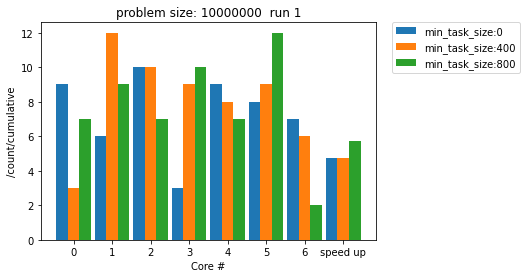 problem size: 10000000  run 1
min_task_size:0
min_task_size:400
min_task_size:800
/count/cumulative
12
10
8
6
4
2
0
0 1 2 3 4 5 6 speed up
Core #